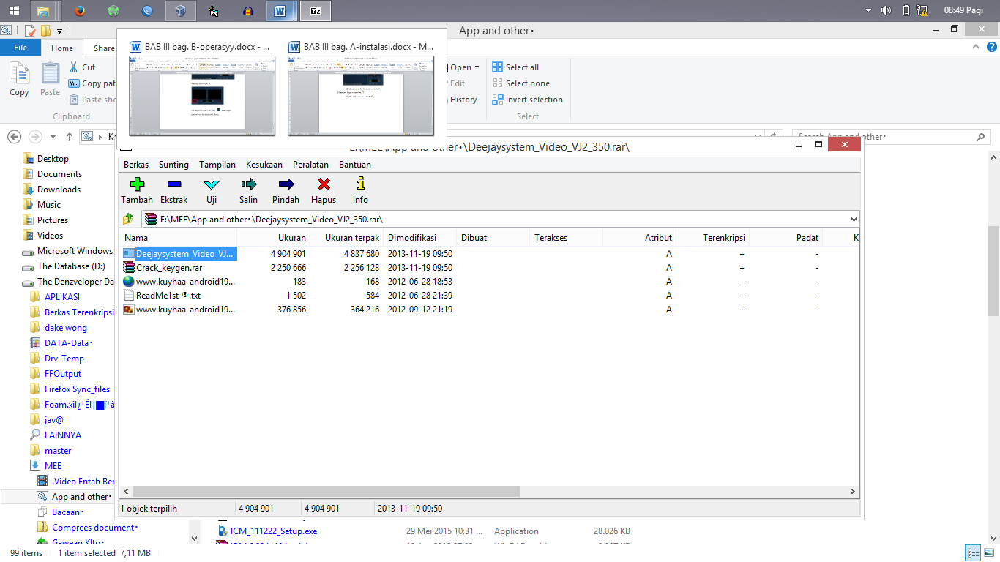 08:49 Pagi
App and other•
File
Home
Share
BAB III bag. B-operasyy.docx - ...
BAB III bag. A-instalasi.docx - M...
Copy
Paste
Cut
Copy pat
Paste sho
Clipboard
Open
Edit
History
Select all
Select none
Invert selection
Select
Search App and other•
E:\MEE\App and other•\Deejaysystem_Video_VJ2_350.rar\
Berkas Sunting Tampilan Kesukaan Peralatan Bantuan
Tambah Ekstrak Uji Salin Pindah Hapus Info
E:\MEE\App and other•\Deejaysystem_Video_VJ2_350.rar\
Nama Ukuran Ukuran terpak Dimodifikasi Dibuat Terakses Atribut Terenkripsi Padat K
Deejaysystem_Video_VJ... 4 904 901 4 837 680 2013-11-19 09:50 A + -
Crack_keygen.rar 2 250 666 2 256 128 2013-11-19 09:50 A + -
www.kuyhaa-android19... 183 168 2012-06-28 18:53 A - -
ReadMe1st ®.txt 1 502 584 2012-06-28 21:39 A - -
www.kuyhaa-android19... 376 856 364 216 2012-09-12 21:19 A - -
1 objek terpilih 4 904 901 4 904 901 2013-11-19 09:50
Desktop
Documents
Downloads
Music
Pictures
Videos
Microsoft Windows
The Database (D:)
The Denzveloper Da
APLIKASI
Berkas Terenkripsi
dake wong
DATA-Data•
Drv-Temp
FFOutput
Firefox Sync_files
jav@
LAINNYA
master
MEE
.Video Entah Ber
App and other•
Bacaan•
Comprees document•
Gawean Klto•
ICM_111222_Setup.exe 29 Mei 2015 10:31 ... Application 28.026 KB
99 items 1 item selected 7,11 MB